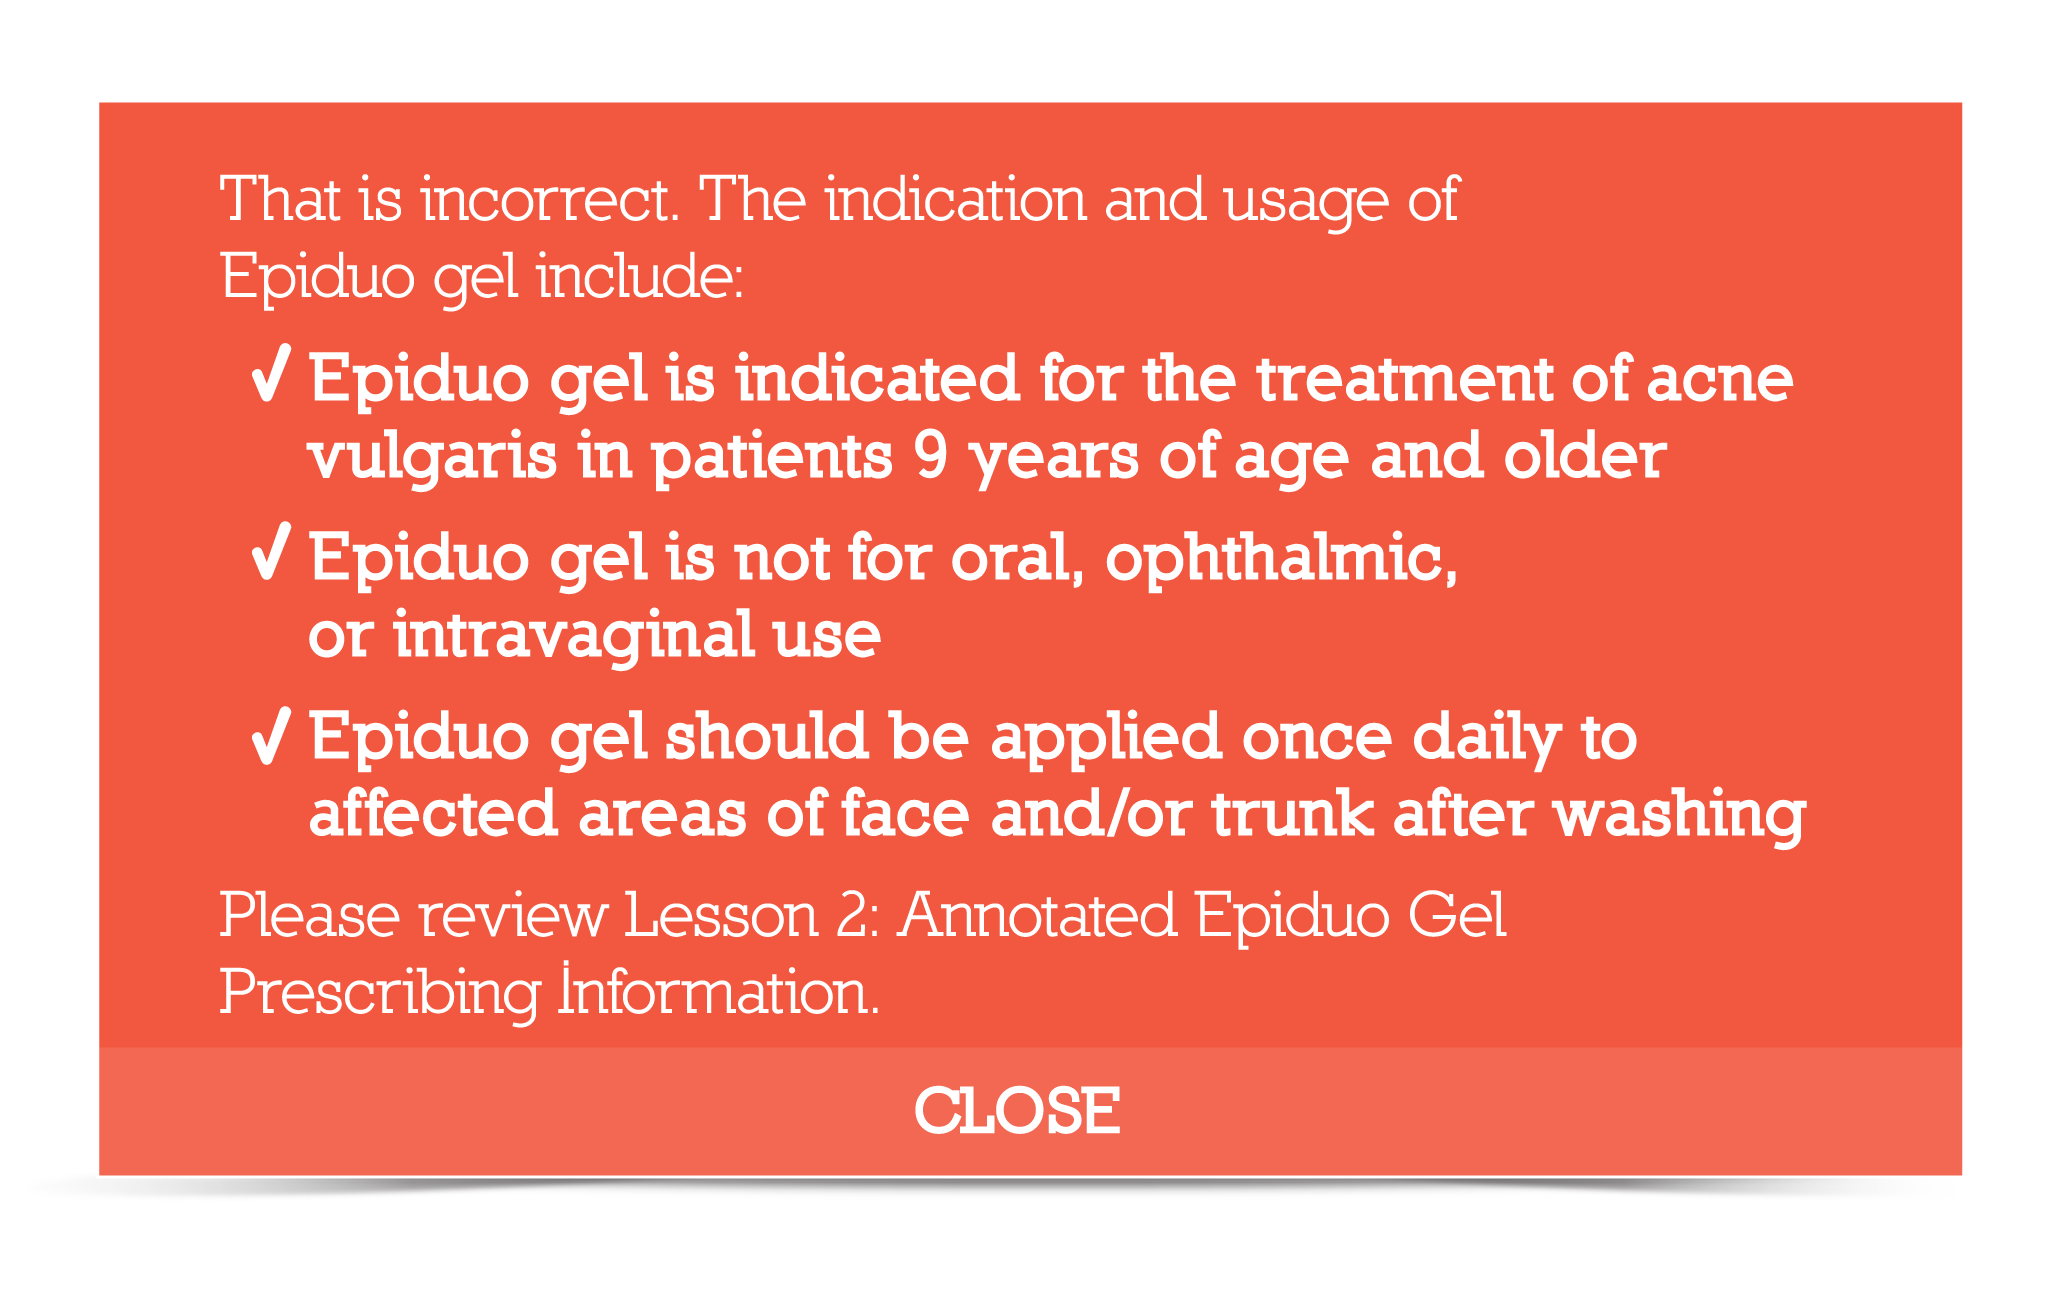 That is incorrect. The indication and usage of
Epiduo gel include:
✓ Epiduo gel is indicated for the treatment of acne
vulgaris in patients 9 years of age and older
✓ Epiduo gel is not for oral, ophthalmic,
or intravaginal use
✓ Epiduo gel should be applied once daily to
affected areas of face and/or trunk after washing
Please review Lesson 2: Annotated Epiduo Gel
Prescribing İnformation.
CLOSE